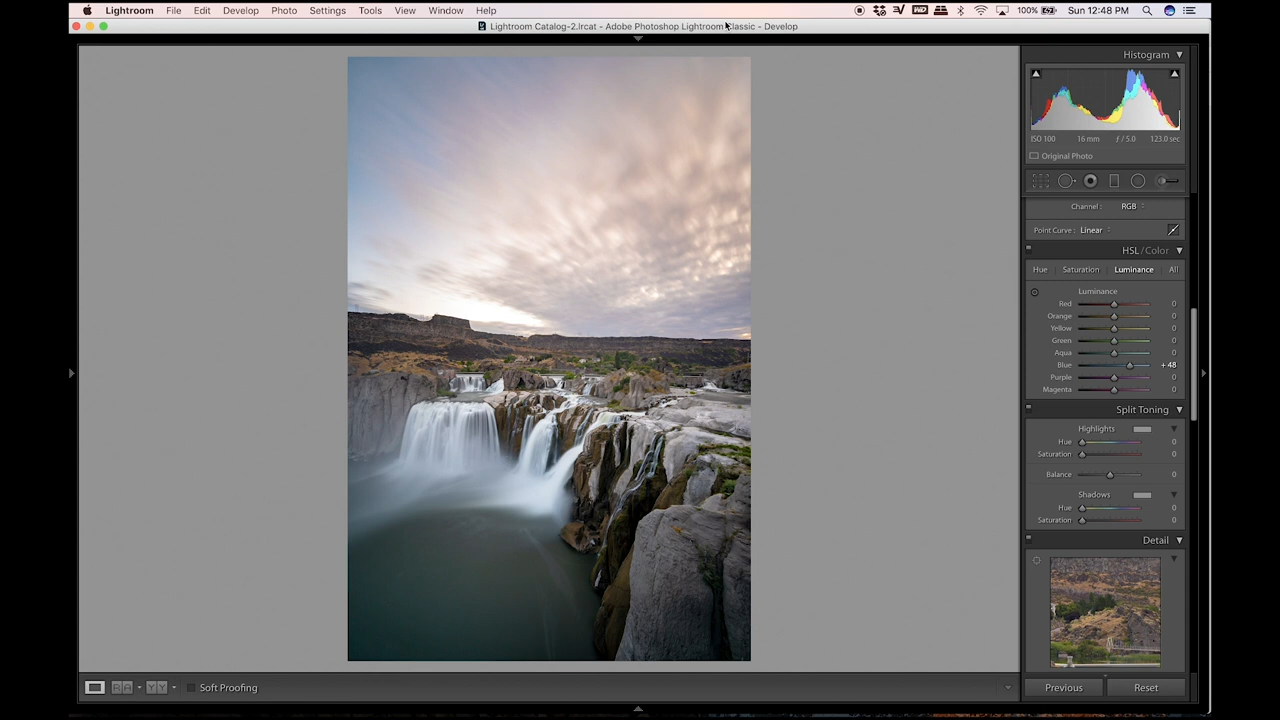 Lightroom File Edit Develop Photo Settings Tools View Window Help 100% Sun 12:48 PM
Lightroom Catalog-2.lrcat - Adobe Photoshop Lightroom Classic - Develop
Histogram
ISO 100 16 mm ƒ / 5.0 123.0 sec
Original Photo
Channel : RGB
Point Curve : Linear
HSL / Color
Hue Saturation Luminance All
Luminance
Red 0
Orange 0
Yellow 0
Green 0
Aqua 0
Blue + 48
Purple 0
Magenta 0
Split Toning
Highlights
Hue 0
Saturation 0
Balance 0
Shadows
Hue 0
Saturation 0
Detail
Soft Proofing
Previous Reset